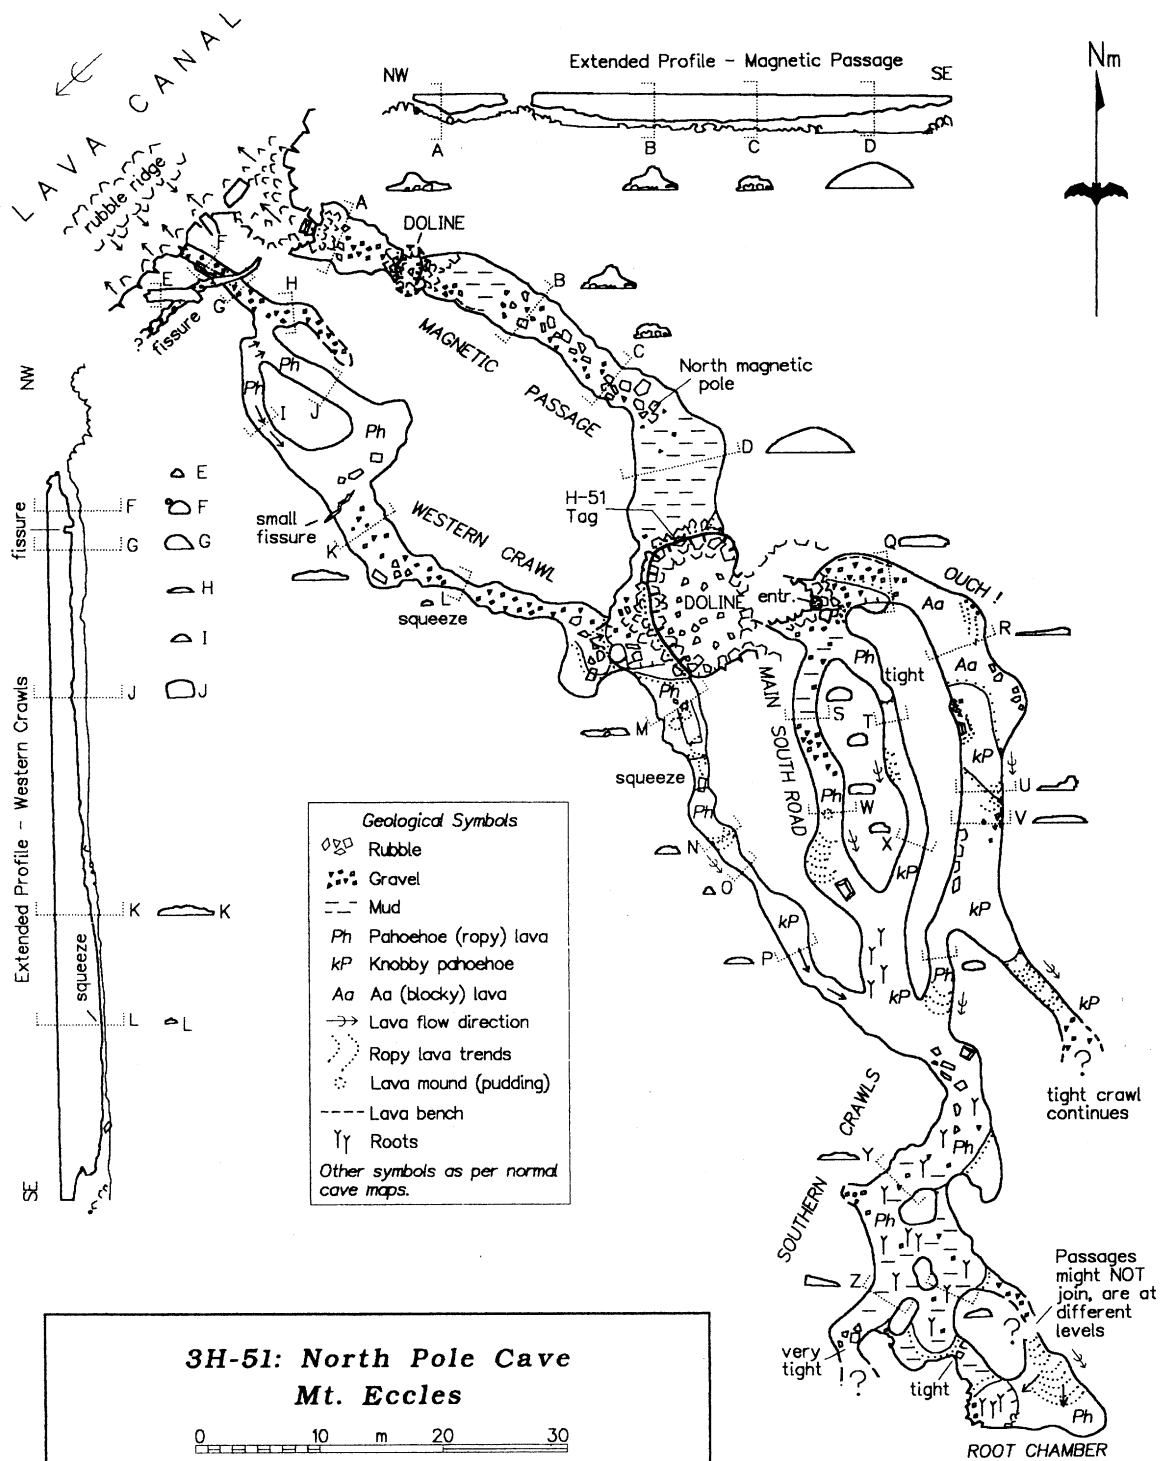 LAVA CANAL
rubble ridge
Extended Profile - Magnetic Passage
NW
SE
A
B
C
D
Nm
A
DOLINE
B
C
D
E
F
G
H
fissure
?
MAGNETIC
PASSAGE
North magnetic
pole
Ph
Ph
I
J
Ph
H-51
Tag
small
fissure
K
WESTERN CRAWL
L
squeeze
DOLINE
entr.
Q
OUCH !
Aa
R
Aa
Ph
tight
MAIN SOUTH ROAD
S
T
kP
U
V
Ph
W
X
kP
kP
Ph
M
squeeze
Ph
N
O
kP
P
kP
Ph
kP
?
tight crawl
continues
NW
fissure
E
F
F
G
G
H
I
J
J
K
K
squeeze
L
L
SE
Extended Profile - Western Crawls
Geological Symbols
Rubble
Gravel
Mud
Ph Pahoehoe (ropy) lava
kP Knobby pahoehoe
Aa Aa (blocky) lava
Lava flow direction
Ropy lava trends
Lava mound (pudding)
Lava bench
Roots
Other symbols as per normal
cave maps.
SOUTHERN CRAWLS
Y
Ph
Ph
Z
very
tight
!?
tight
?
Passages
might NOT
join, are at
different
levels
Ph
ROOT CHAMBER
3H-51: North Pole Cave
Mt. Eccles
0 10 m 20 30